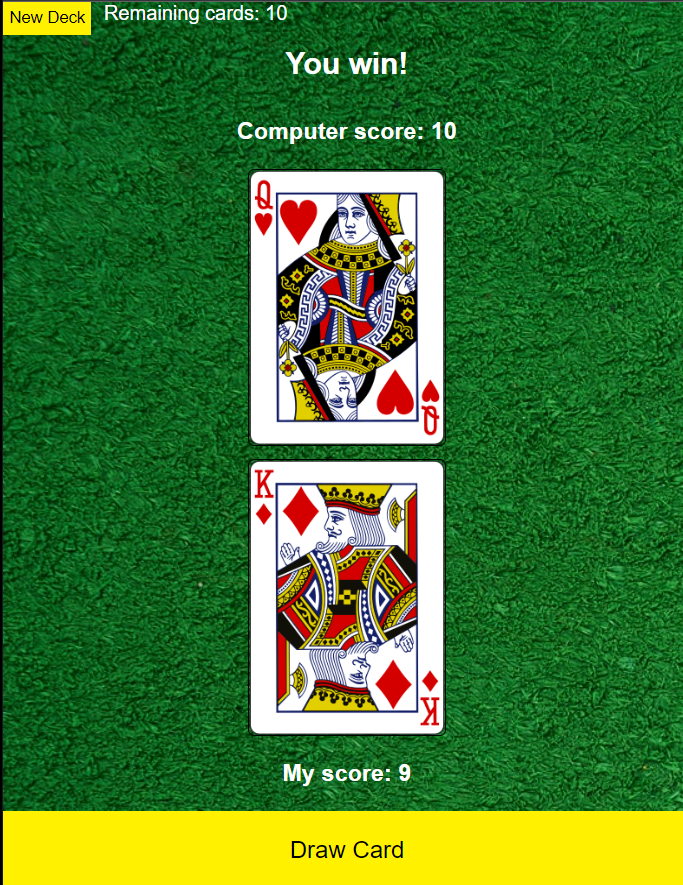 New Deck Remaining cards: 10
You win!
Computer score: 10
Q
Q
K
K
My score: 9
Draw Card